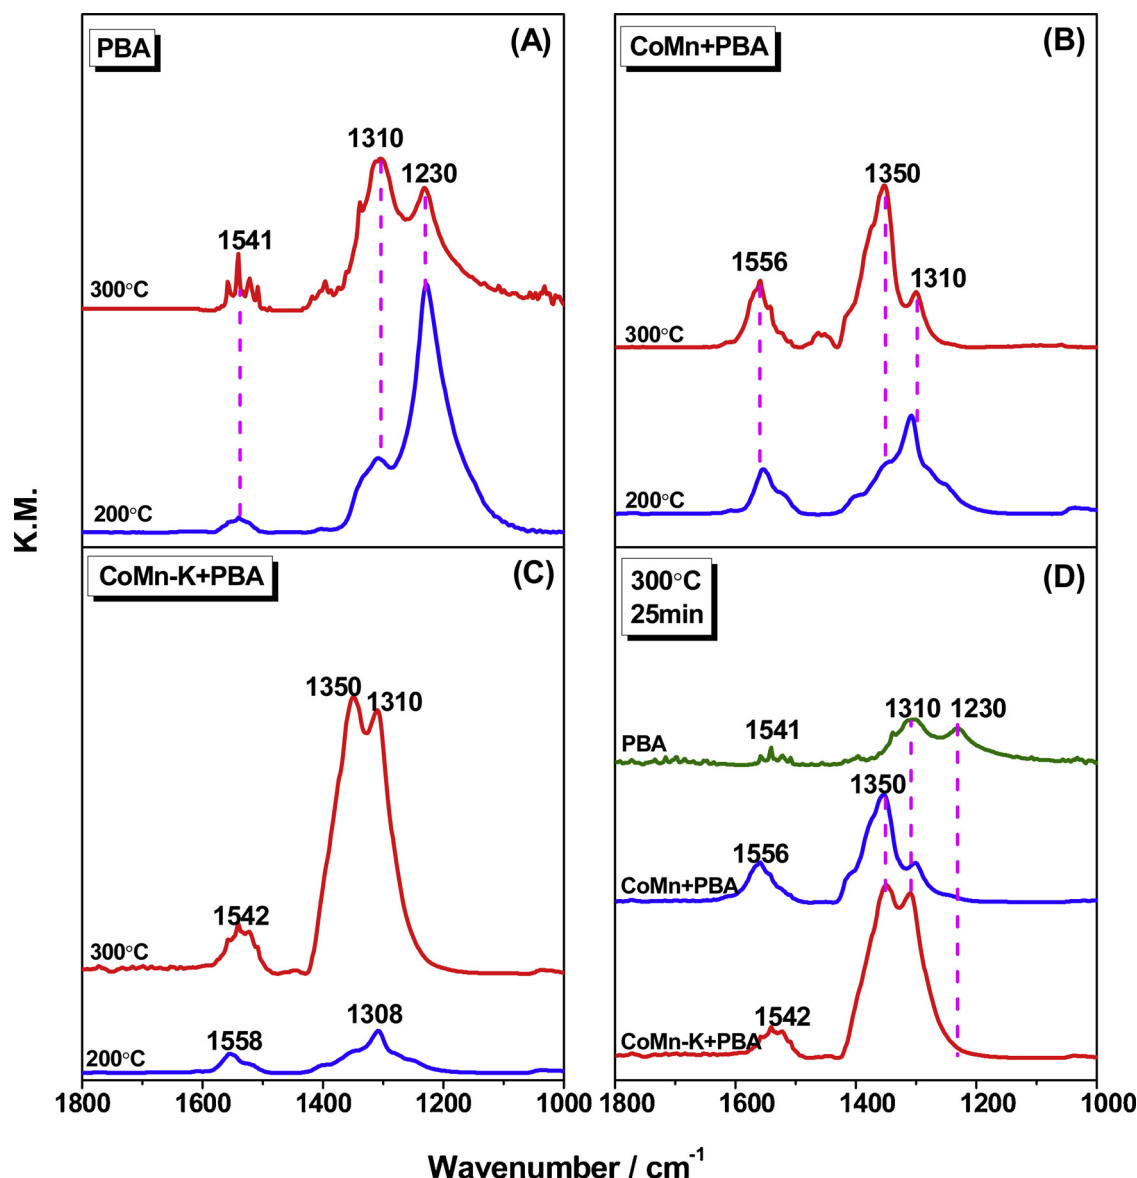 PBA
(A)
1310
1230
1541
300°C
200°C
CoMn+PBA
(B)
1350
1556
1310
300°C
200°C
K.M.
CoMn-K+PBA
(C)
1350
1310
1542
300°C
1308
1558
200°C
1800
1600
1400
1200
1000
300°C
25min
(D)
1310
1230
1541
PBA
1350
1556
CoMn+PBA
1542
CoMn-K+PBA
1800
1600
1400
1200
1000
Wavenumber / cm⁻¹